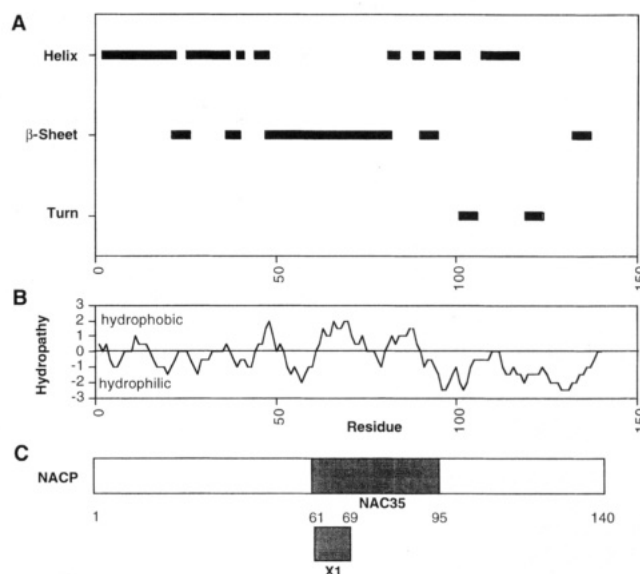 A
Helix
β-Sheet
Turn
0
50
100
150
B
3
2
1
0
-1
-2
-3
Hydropathy
hydrophobic
hydrophilic
0
50
Residue
100
150
C
NACP
NAC35
1
61
69
95
140
X1